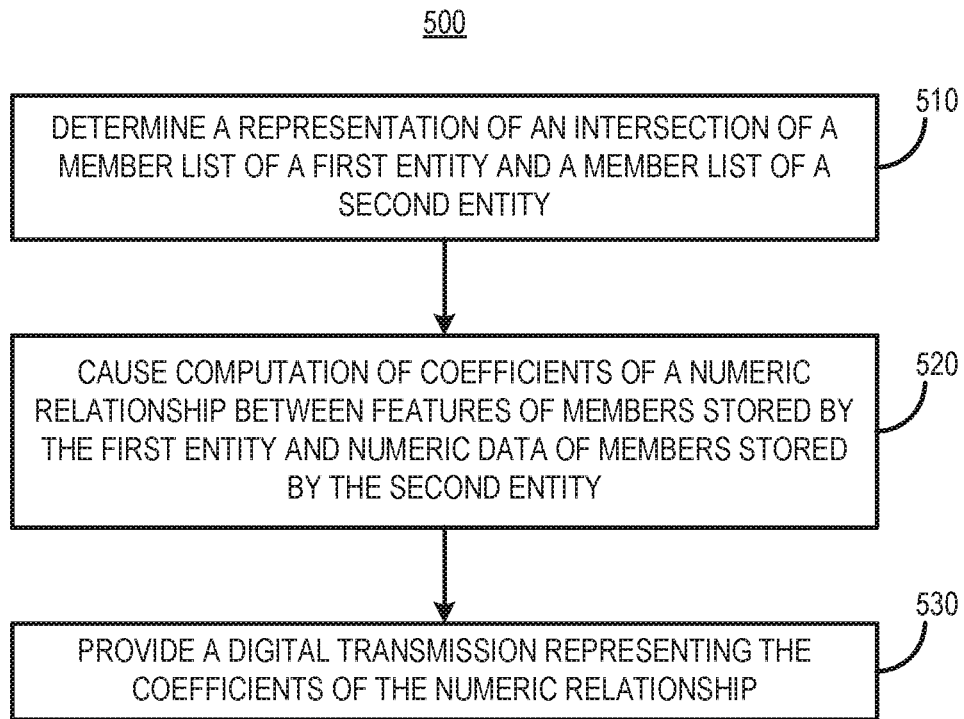 500
510
DETERMINE A REPRESENTATION OF AN INTERSECTION OF A
MEMBER LIST OF A FIRST ENTITY AND A MEMBER LIST OF A
SECOND ENTITY
520
CAUSE COMPUTATION OF COEFFICIENTS OF A NUMERIC
RELATIONSHIP BETWEEN FEATURES OF MEMBERS STORED BY
THE FIRST ENTITY AND NUMERIC DATA OF MEMBERS STORED
BY THE SECOND ENTITY
530
PROVIDE A DIGITAL TRANSMISSION REPRESENTING THE
COEFFICIENTS OF THE NUMERIC RELATIONSHIP